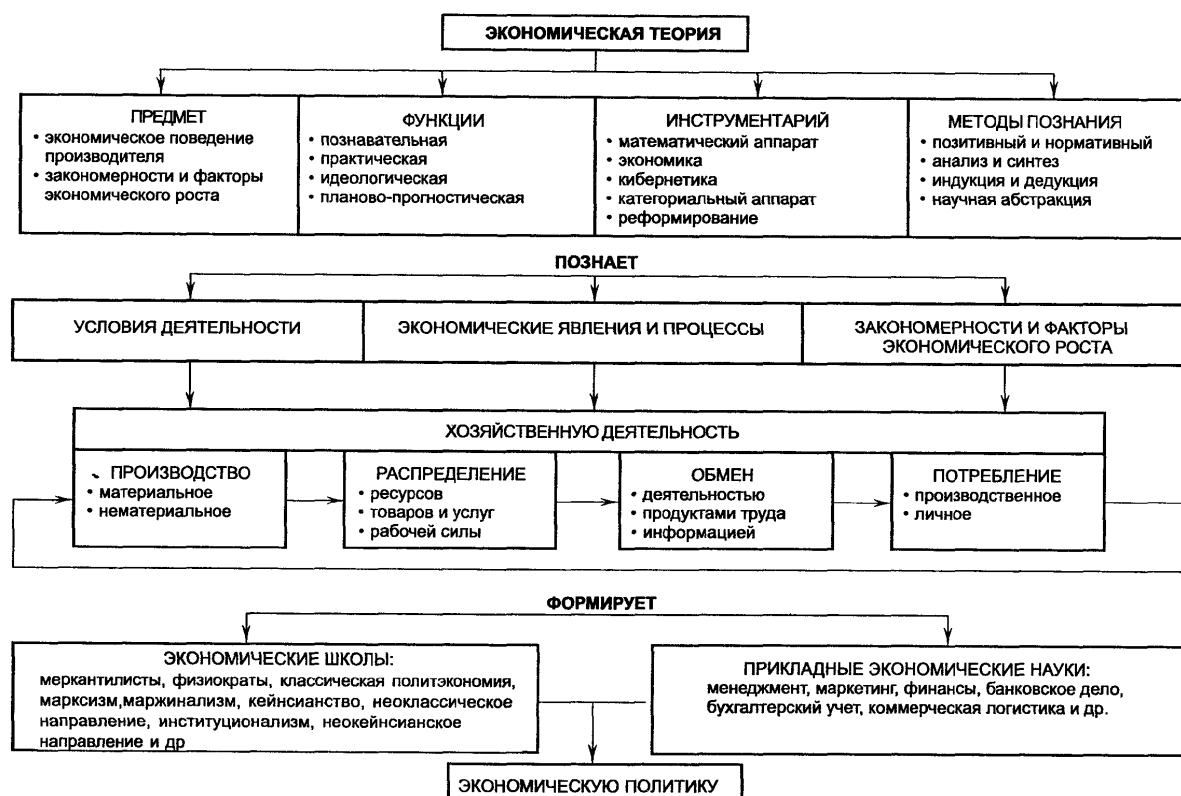 ЭКОНОМИЧЕСКАЯ ТЕОРИЯ
ПРЕДМЕТ
• экономическое поведение
производителя
• закономерности и факторы
экономического роста
ФУНКЦИИ
• познавательная
• практическая
• идеологическая
• планово-прогностическая
ИНСТРУМЕНТАРИЙ
• математический аппарат
• экономика
• кибернетика
• категориальный аппарат
• реформирование
МЕТОДЫ ПОЗНАНИЯ
• позитивный и нормативный
• анализ и синтез
• индукция и дедукция
• научная абстракция
ПОЗНАЕТ
УСЛОВИЯ ДЕЯТЕЛЬНОСТИ
ЭКОНОМИЧЕСКИЕ ЯВЛЕНИЯ И ПРОЦЕССЫ
ЗАКОНОМЕРНОСТИ И ФАКТОРЫ
ЭКОНОМИЧЕСКОГО РОСТА
ХОЗЯЙСТВЕННУЮ ДЕЯТЕЛЬНОСТЬ
ПРОИЗВОДСТВО
• материальное
• нематериальное
РАСПРЕДЕЛЕНИЕ
• ресурсов
• товаров и услуг
• рабочей силы
ОБМЕН
• деятельностью
• продуктами труда
• информацией
ПОТРЕБЛЕНИЕ
• производственное
• личное
ФОРМИРУЕТ
ЭКОНОМИЧЕСКИЕ ШКОЛЫ:
меркантилисты, физиократы, классическая политэкономия,
марксизм,маржинализм, кейнсианство, неоклассическое
направление, институционализм, неокейнсианское
направление и др
ПРИКЛАДНЫЕ ЭКОНОМИЧЕСКИЕ НАУКИ:
менеджмент, маркетинг, финансы, банковское дело,
бухгалтерский учет, коммерческая логистика и др.
ЭКОНОМИЧЕСКУЮ ПОЛИТИКУ